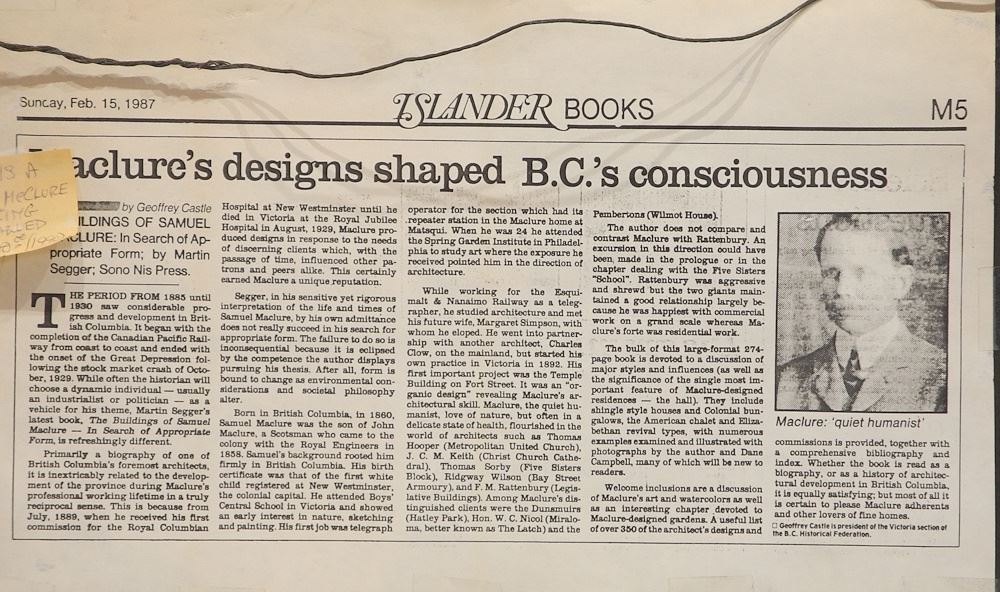 Sunday, Feb. 15, 1987
ISLANDER BOOKS
M5
Maclure's designs shaped B.C.'s consciousness
S A
McCLURE
by Geoffrey Castle
BUILDINGS OF SAMUEL
MACLURE: In Search of Ap-
propriate Form; by Martin
Segger; Sono Nis Press.
THE PERIOD FROM 1885 until
1930 saw considerable pro-
gress and development in Brit-
ish Columbia. It began with the
completion of the Canadian Pacific Rail-
way from coast to coast and ended with
the onset of the Great Depression fol-
lowing the stock market crash of Octo-
ber, 1929. While often the historian will
choose a dynamic individual — usually
an industrialist or politician — as a
vehicle for his theme, Martin Segger's
latest book, The Buildings of Samuel
Maclure — In Search of Appropriate
Form, is refreshingly different.
Primarily a biography of one of
British Columbia's foremost architects,
it is inextricably related to the develop-
ment of the province during Maclure's
professional working lifetime in a truly
reciprocal sense. This is because from
July, 1889, when he received his first
commission for the Royal Columbian
Hospital at New Westminster until he
died in Victoria at the Royal Jubilee
Hospital in August, 1929, Maclure pro-
duced designs in response to the needs
of discerning clients which, with the
passage of time, influenced other pa-
trons and peers alike. This certainly
earned Maclure a unique reputation.
Segger, in his sensitive yet rigorous
interpretation of the life and times of
Samuel Maclure, by his own admittance
does not really succeed in his search for
appropriate form. The failure to do so is
inconsequential because it is eclipsed
by the competence the author displays
pursuing his thesis. After all, form is
bound to change as environmental con-
siderations and societal philosophy
alter.
Born in British Columbia, in 1860,
Samuel Maclure was the son of John
Maclure, a Scotsman who came to the
colony with the Royal Engineers in
1858. Samuel's background rooted him
firmly in British Columbia. His birth
certificate was that of the first white
child registered at New Westminster,
the colonial capital. He attended Boys'
Central School in Victoria and showed
an early interest in nature, sketching
and painting. His first job was telegraph
operator for the section which had its
repeater station in the Maclure home at
Matsqui. When he was 24 he attended
the Spring Garden Institute in Philadel-
phia to study art where the exposure he
received pointed him in the direction of
architecture.
While working for the Esqui-
malt & Nanaimo Railway as a teleg-
rapher, he studied architecture and met
his future wife, Margaret Simpson, with
whom he eloped. He went into partner-
ship with another architect, Charles
Clow, on the mainland, but started his
own practice in Victoria in 1892. His
first important project was the Temple
Building on Fort Street. It was an "or-
ganic design" revealing Maclure's ar-
chitectural skill. Maclure, the quiet hu-
manist, love of nature, but often in a
delicate state of health, flourished in the
world of architects such as Thomas
Hooper (Metropolitan United Church),
J. C. M. Keith (Christ Church Cathe-
dral), Thomas Sorby (Five Sisters
Block), Ridgway Wilson (Bay Street
Armoury), and F. M. Rattenbury (Legis-
lative Buildings). Among Maclure's dis-
tinguished clients were the Dunsmuirs
(Hatley Park), Hon. W. C. Nicol (Miralo-
ma, better known as The Latch) and the
Pembertons (Wilmot House).
The author does not compare and
contrast Maclure with Rattenbury. An
excursion in this direction could have
been made in the prologue or in the
chapter dealing with the Five Sisters
"School". Rattenbury was aggressive
and shrewd but the two giants main-
tained a good relationship largely be-
cause he was happiest with commercial
work on a grand scale whereas Ma-
clure's forte was residential work.
The bulk of this large-format 274-
page book is devoted to a discussion of
major styles and influences (as well as
the significance of the single most im-
portant feature of Maclure-designed
residences — the hall). They include
shingle style houses and Colonial bun-
galows, the American chalet and Eliza-
bethan revival types, with numerous
examples examined and illustrated with
photographs by the author and Dane
Campbell, many of which will be new to
readers.
Welcome inclusions are a discussion
of Maclure's art and watercolors as well
as an interesting chapter devoted to
Maclure-designed gardens. A useful list
of over 350 of the architect's designs and
Maclure: 'quiet humanist'
commissions is provided, together with
a comprehensive bibliography and
index. Whether the book is read as a
biography, or as a history of architec-
tural development in British Columbia,
it is equally satisfying; but most of all it
is certain to please Maclure adherents
and other lovers of fine homes.
□ Geoffrey Castle is president of the Victoria section of
the B.C. Historical Federation.